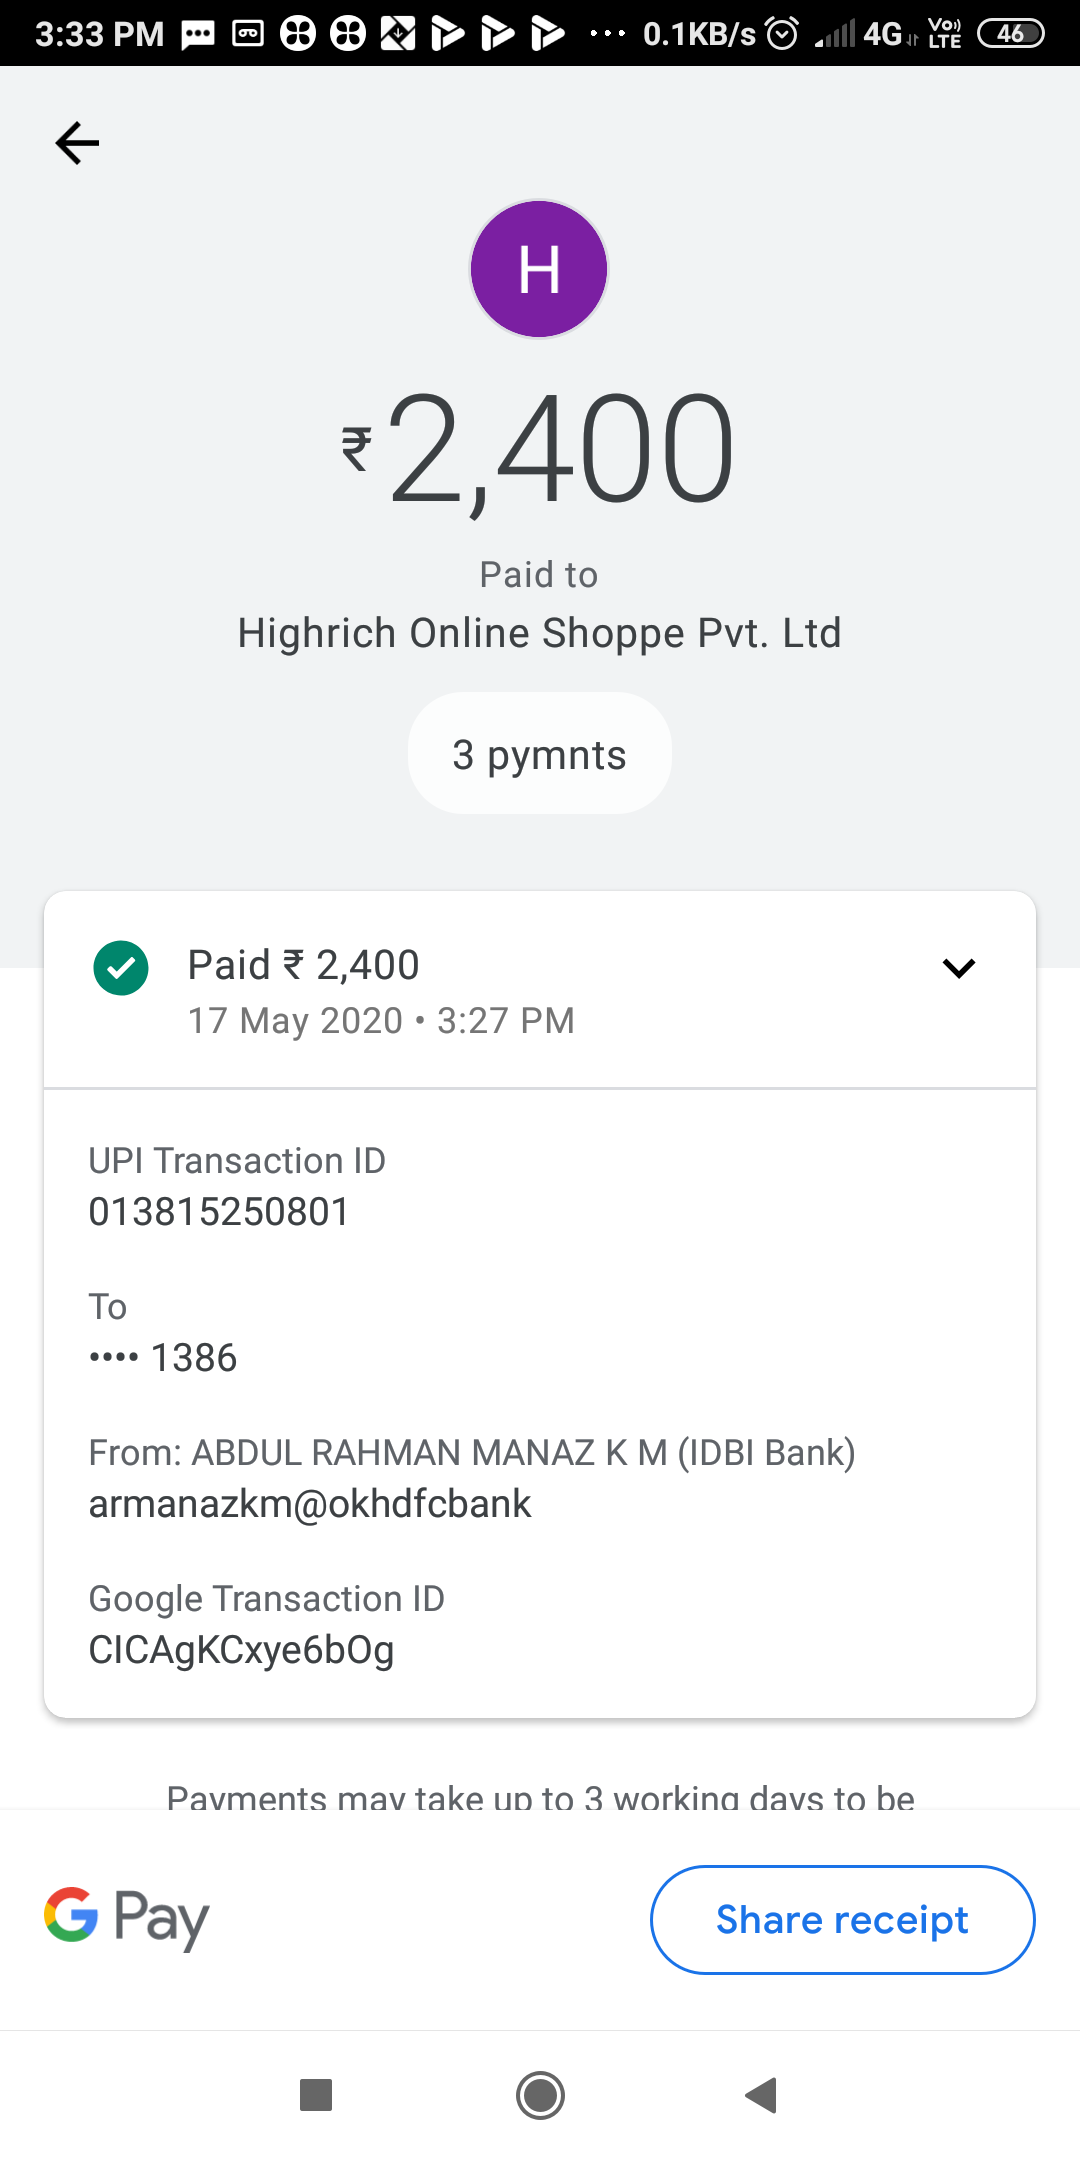 3:33 PM ... 0.1KB/s 4G Vo)) LTE 46
H
₹2,400
Paid to
Highrich Online Shoppe Pvt. Ltd
3 pymnts
Paid ₹ 2,400
17 May 2020 • 3:27 PM
UPI Transaction ID
013815250801
To
•••• 1386
From: ABDUL RAHMAN MANAZ K M (IDBI Bank)
armanazkm@okhdfcbank
Google Transaction ID
CICAgKCxye6bOg
Payments may take up to 3 working days to be
G Pay
Share receipt